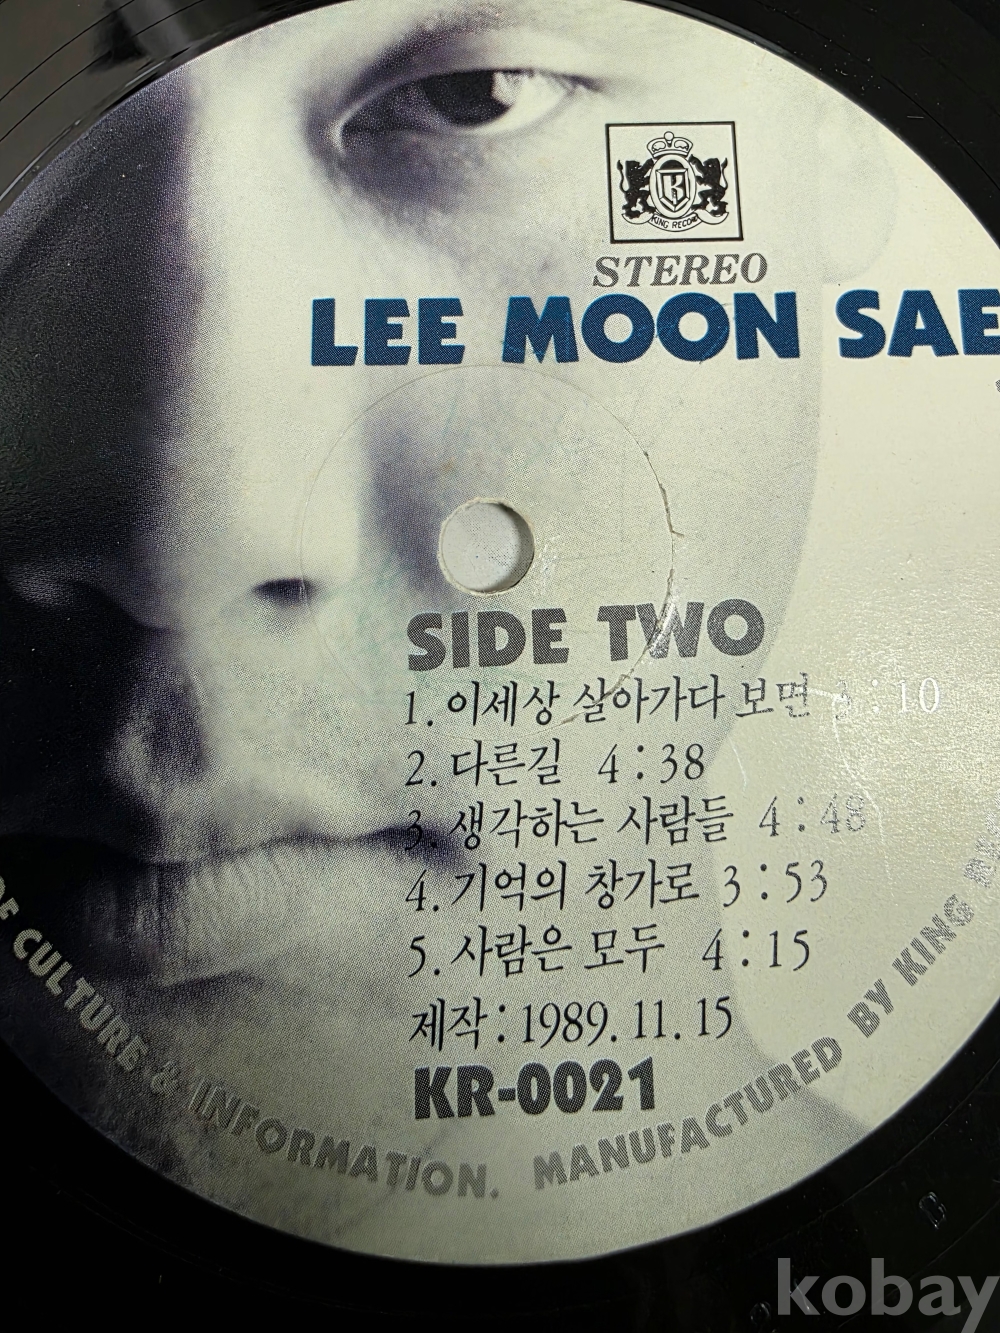 KING RECORD
STEREO
LEE MOON SAE
SIDE TWO
1. 이세상 살아가다 보면 :10
2. 다른길 4:38
3. 생각하는 사람들 4:48
4. 기억의 창가로 3:53
5. 사람은 모두 4:15
제작:1989.11.15
KR-0021
OF CULTURE & INFORMATION. MANUFACTURED BY KING
kobay